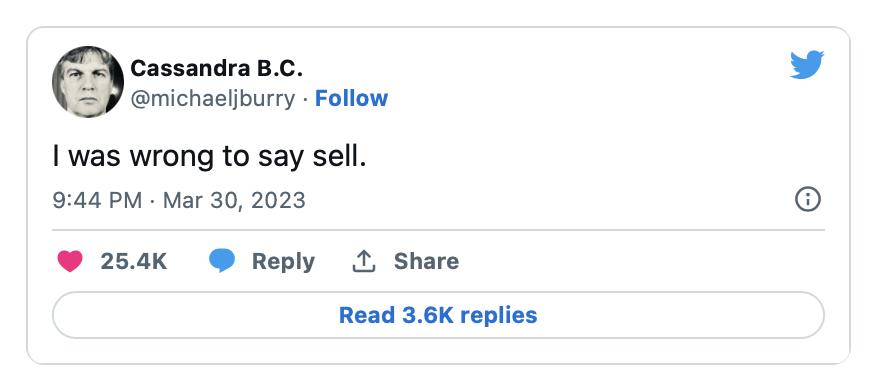 Cassandra B.C.
@michaeljburry · Follow
I was wrong to say sell.
9:44 PM · Mar 30, 2023
25.4K Reply Share
Read 3.6K replies